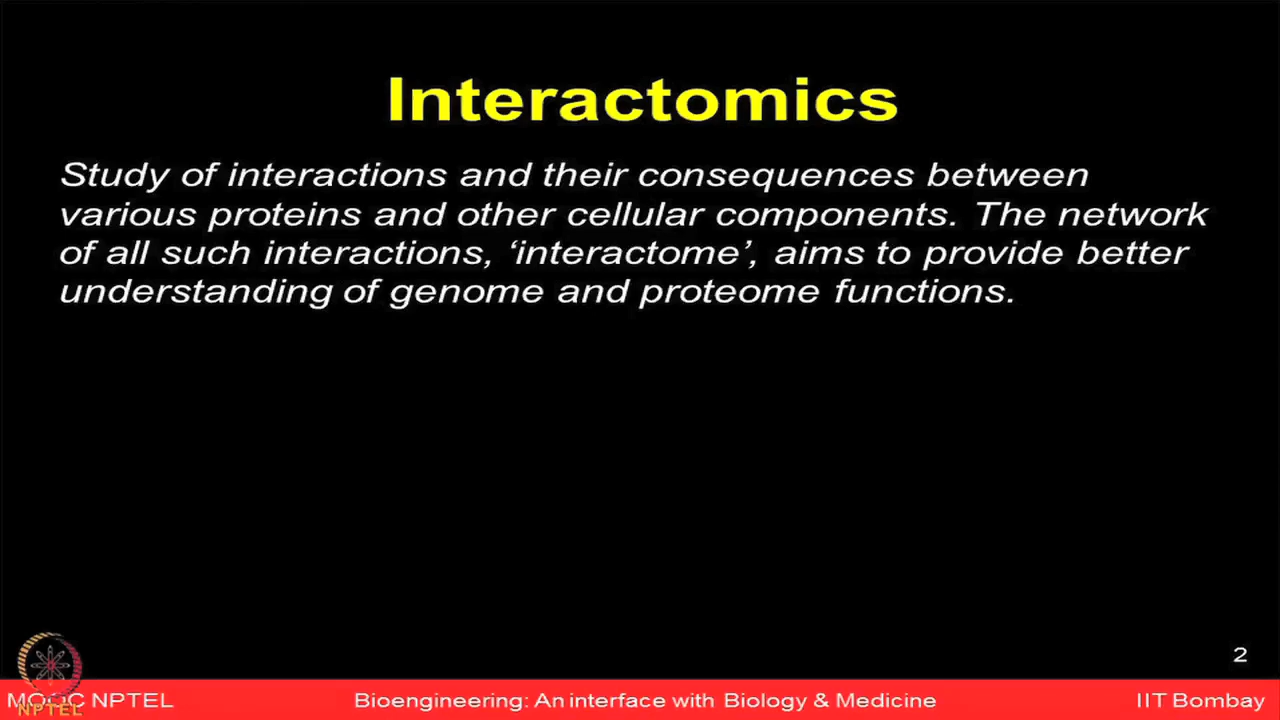 Interactomics
Study of interactions and their consequences between
various proteins and other cellular components. The network
of all such interactions, ‘interactome’, aims to provide better
understanding of genome and proteome functions.
2
MOOC NPTEL Bioengineering: An interface with Biology & Medicine IIT Bombay
NPTEL